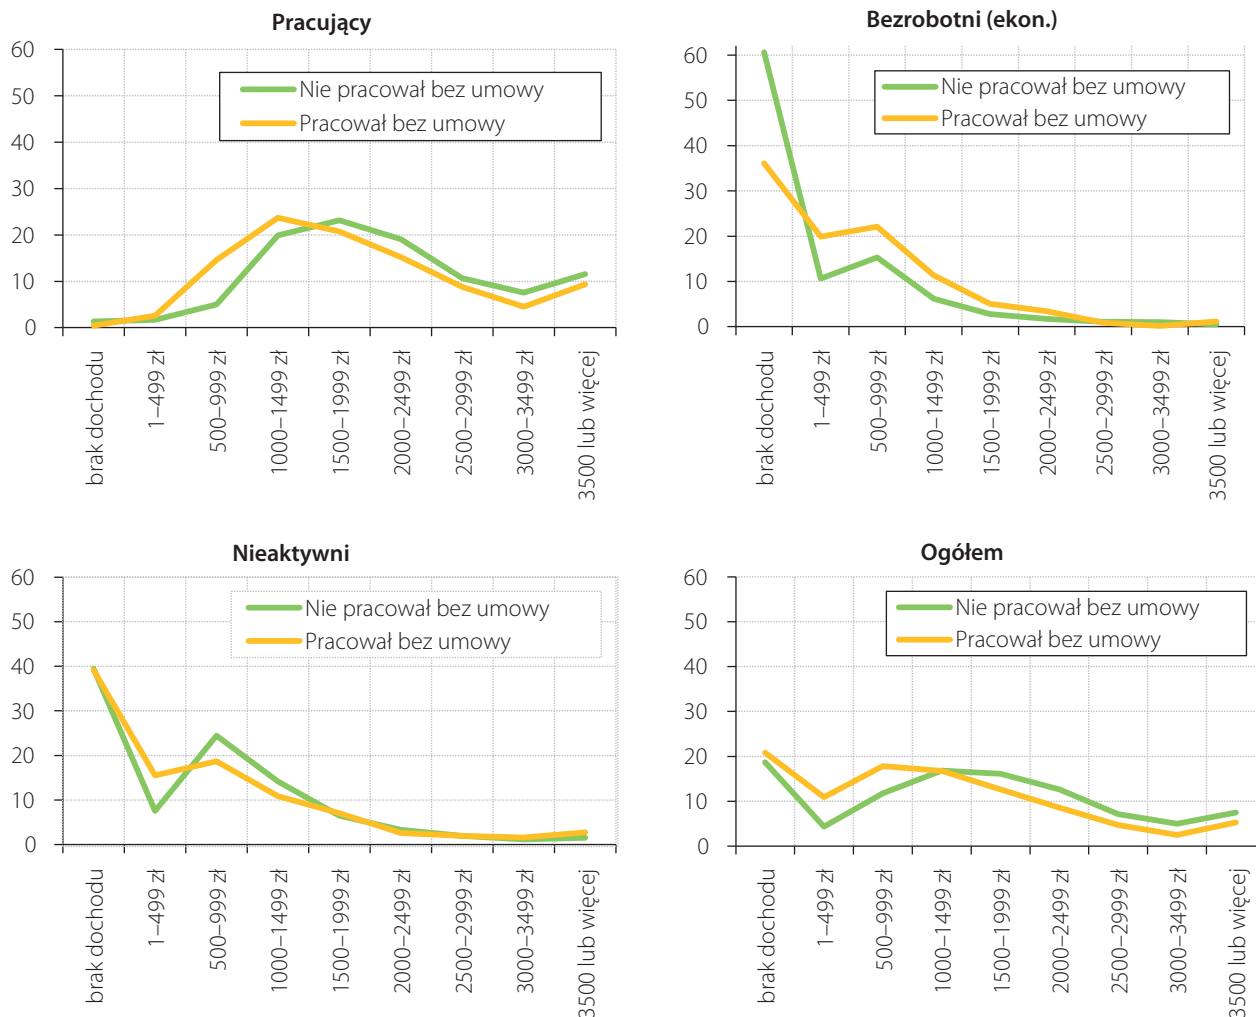 Pracujący
60
50
40
30
20
10
0
Nie pracował bez umowy
Pracował bez umowy
brak dochodu
1–499 zł
500–999 zł
1000–1499 zł
1500–1999 zł
2000–2499 zł
2500–2999 zł
3000–3499 zł
3500 lub więcej
Bezrobotni (ekon.)
60
50
40
30
20
10
0
Nie pracował bez umowy
Pracował bez umowy
brak dochodu
1–499 zł
500–999 zł
1000–1499 zł
1500–1999 zł
2000–2499 zł
2500–2999 zł
3000–3499 zł
3500 lub więcej
Nieaktywni
60
50
40
30
20
10
0
Nie pracował bez umowy
Pracował bez umowy
brak dochodu
1–499 zł
500–999 zł
1000–1499 zł
1500–1999 zł
2000–2499 zł
2500–2999 zł
3000–3499 zł
3500 lub więcej
Ogółem
60
50
40
30
20
10
0
Nie pracował bez umowy
Pracował bez umowy
brak dochodu
1–499 zł
500–999 zł
1000–1499 zł
1500–1999 zł
2000–2499 zł
2500–2999 zł
3000–3499 zł
3500 lub więcej